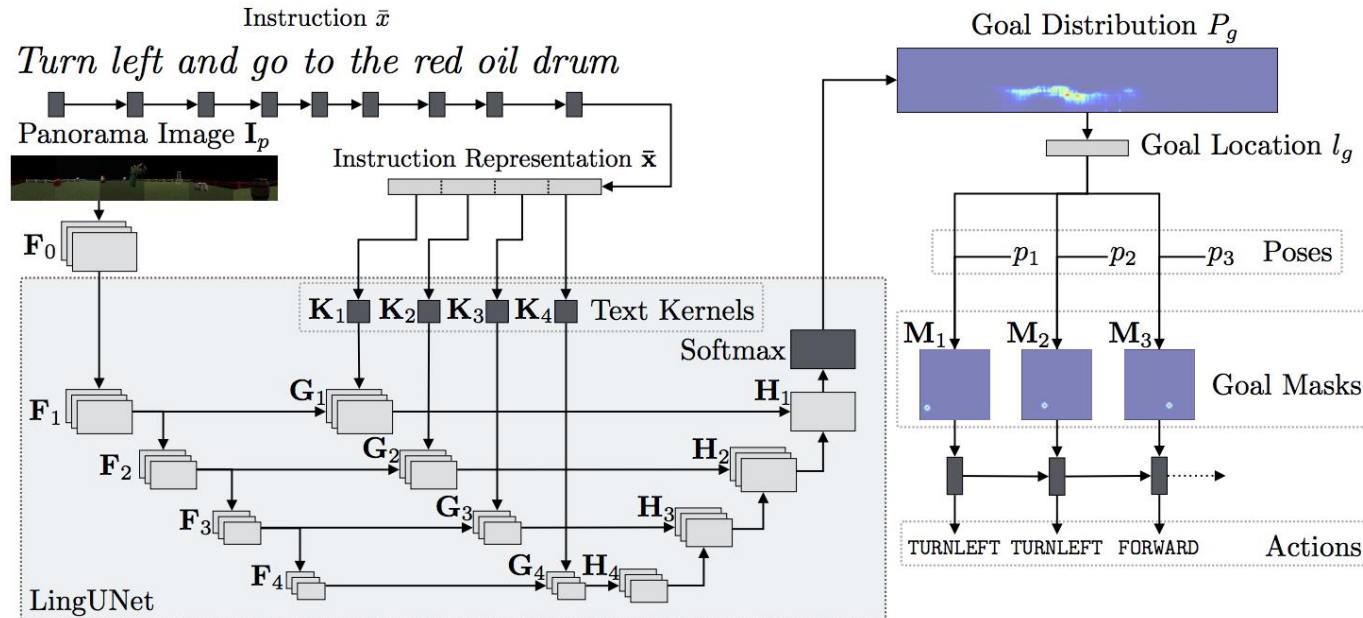 Instruction x̄
Turn left and go to the red oil drum
Panorama Image I_p
Instruction Representation x̄
F_0
K_1 K_2 K_3 K_4 Text Kernels
Softmax
F_1 G_1 H_1
F_2 G_2 H_2
F_3 G_3 H_3
F_4 G_4 H_4
LingUNet
Goal Distribution P_g
Goal Location l_g
p_1 p_2 p_3 Poses
M_1 M_2 M_3
Goal Masks
TURNLEFT TURNLEFT FORWARD Actions